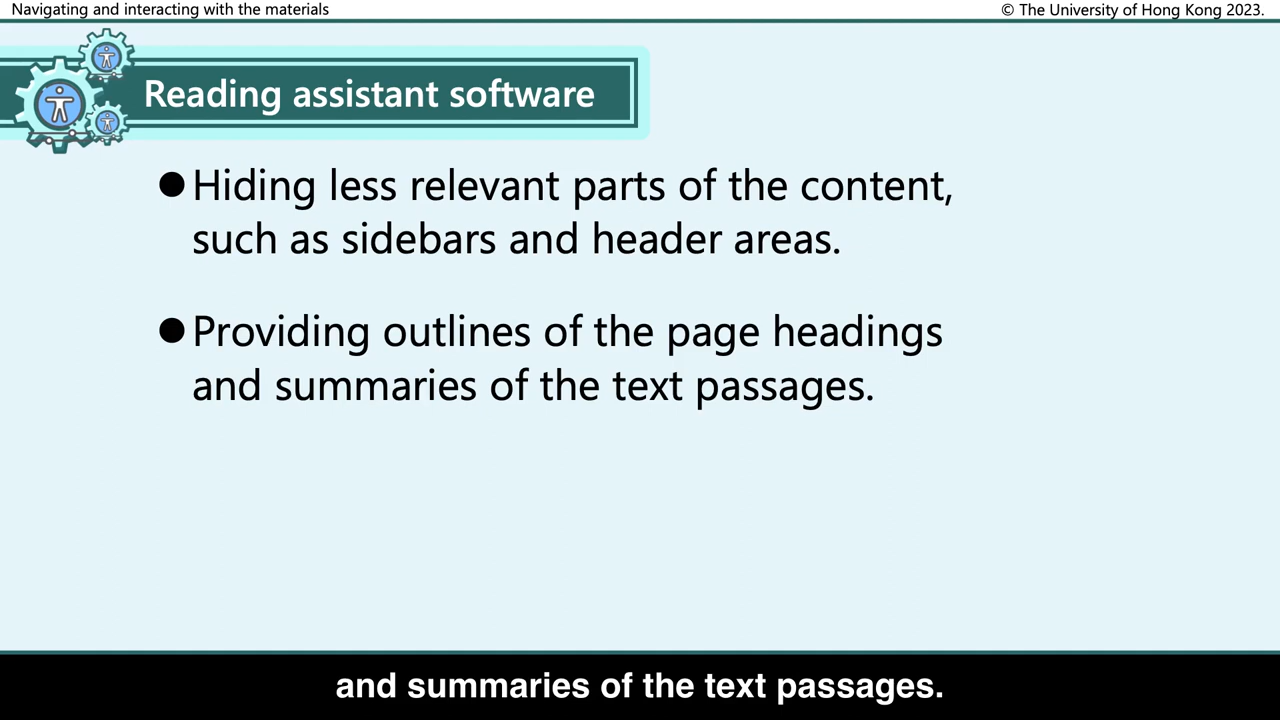 Navigating and interacting with the materials
© The University of Hong Kong 2023.
Reading assistant software
●Hiding less relevant parts of the content,
such as sidebars and header areas.
●Providing outlines of the page headings
and summaries of the text passages.
and summaries of the text passages.